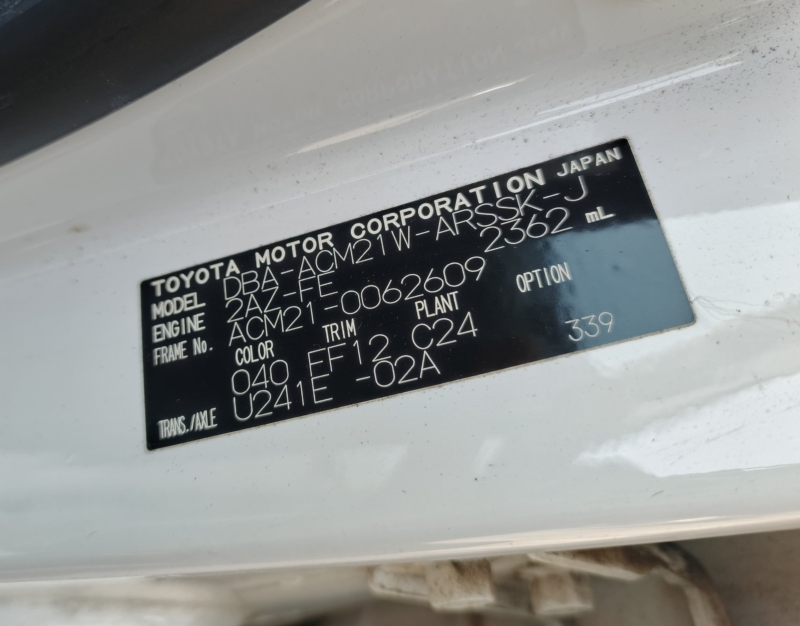 TOYOTA MOTOR CORPORATION JAPAN
MODEL DBA-ACM21W-ARSSK-J
ENGINE 2AZ-FE 2362 mL
FRAME No. ACM21-0062609
COLOR TRIM PLANT OPTION
040 FF12 C24 339
TRANS./AXLE U241E -02A